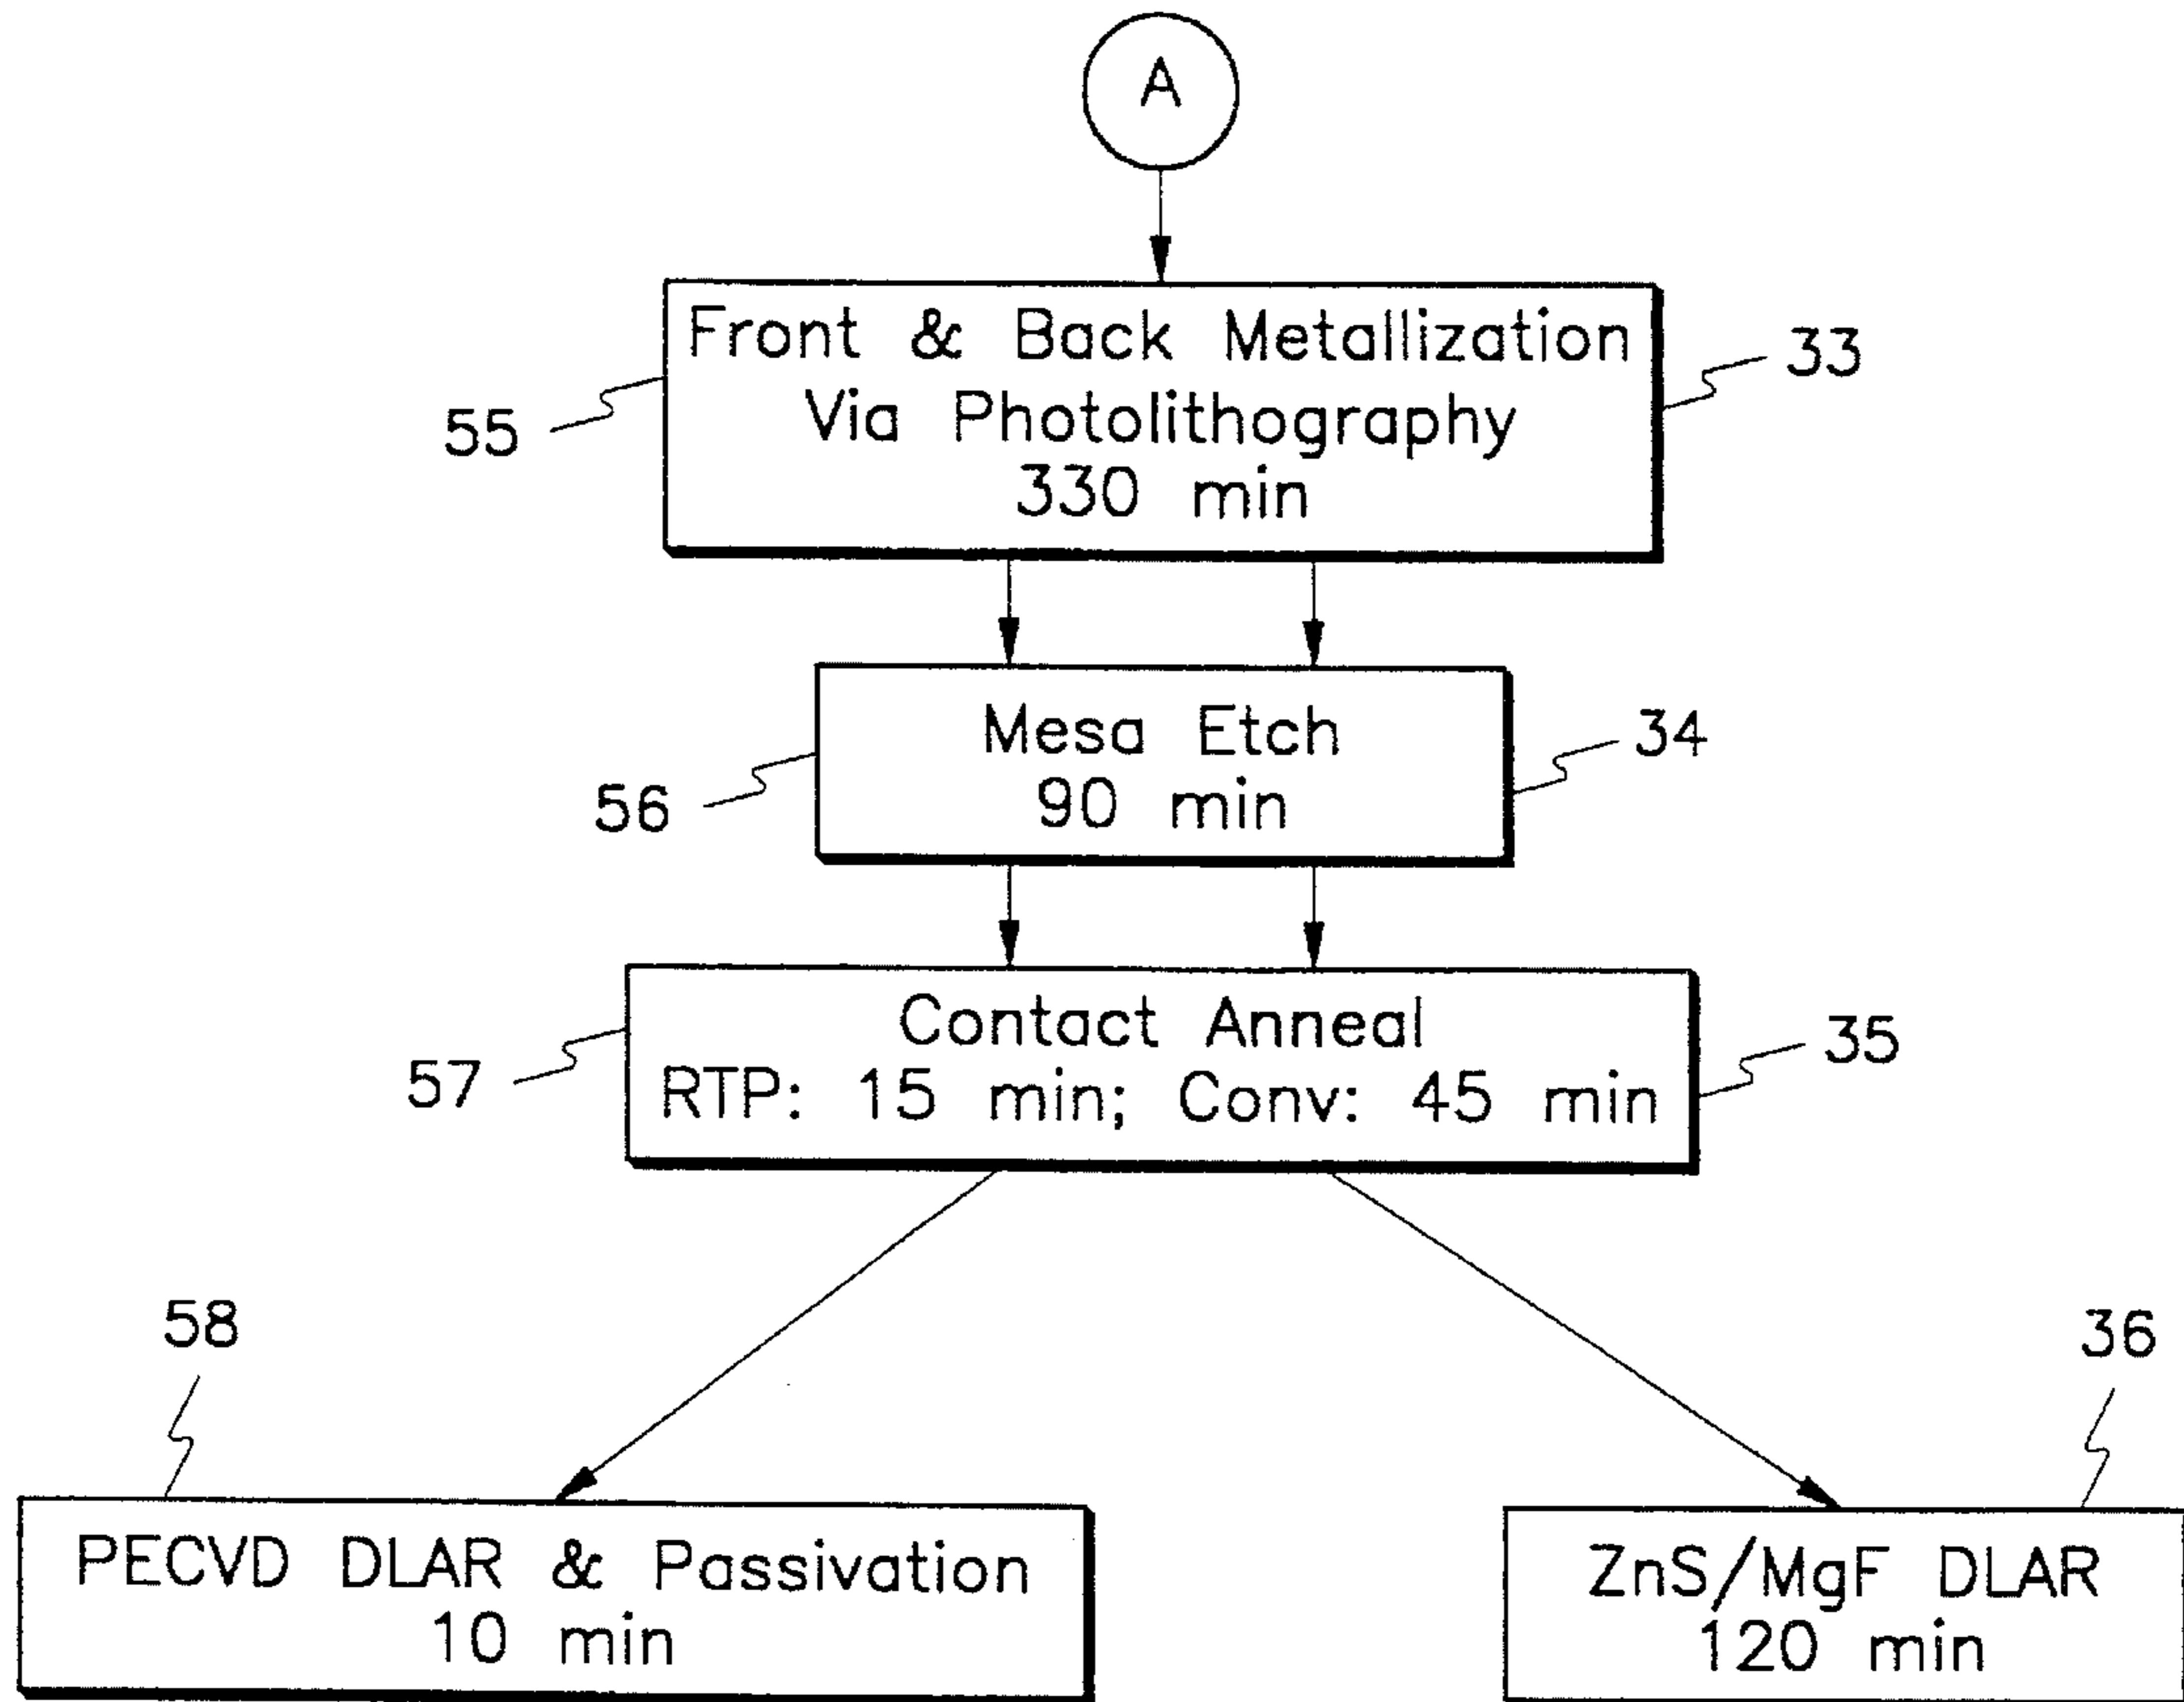 A
Front & Back Metallization
Via Photolithography
330 min
55
33
Mesa Etch
90 min
56
34
Contact Anneal
RTP: 15 min; Conv: 45 min
57
35
58
36
PECVD DLAR & Passivation
10 min
ZnS/MgF DLAR
120 min